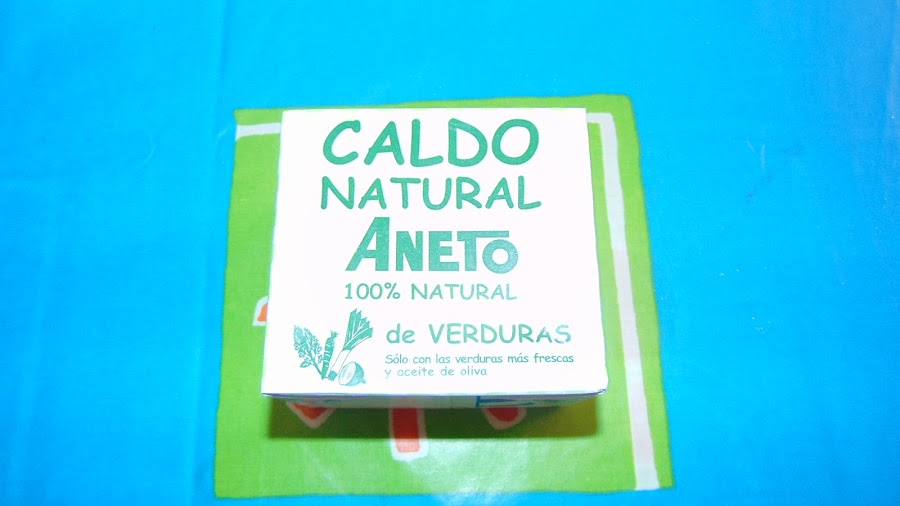 CALDO
NATURAL
ANETO
100% NATURAL
de VERDURAS
Sólo con las verduras más frescas
y aceite de oliva